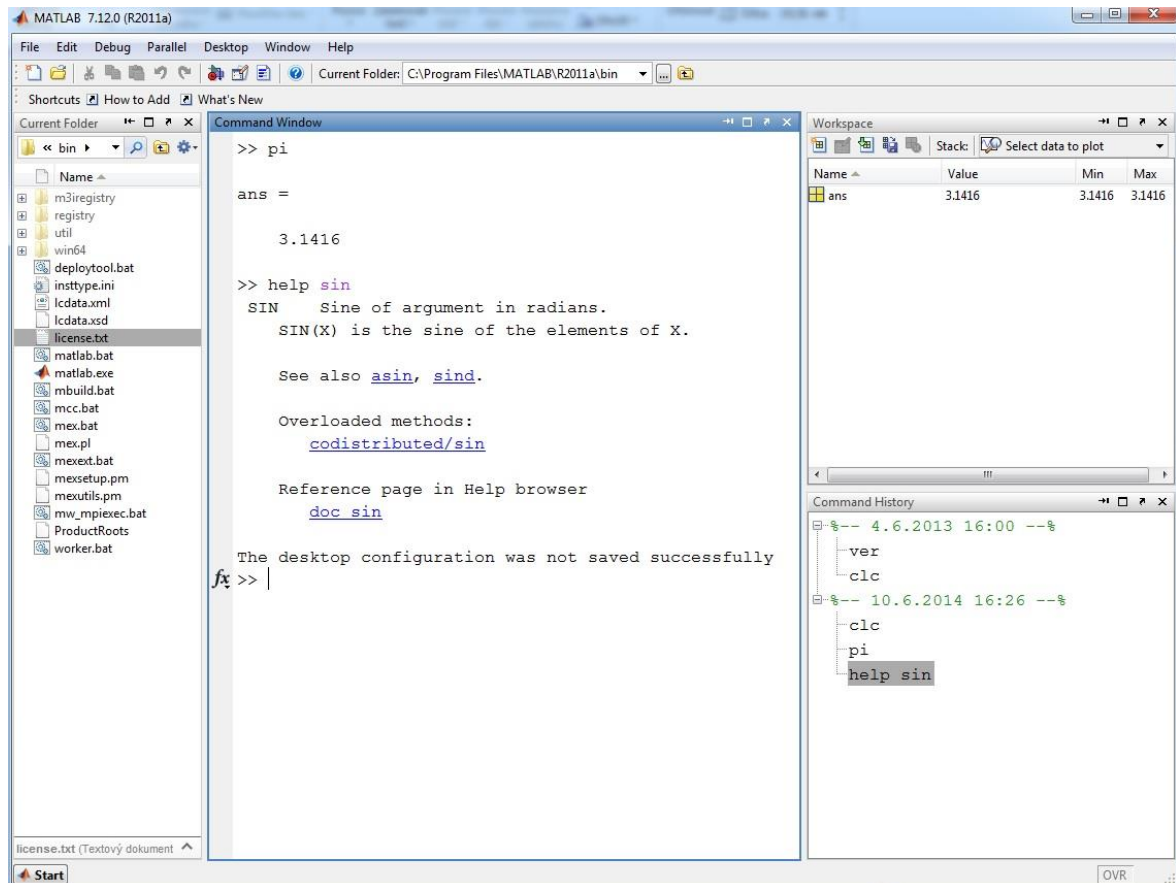 MATLAB 7.12.0 (R2011a)
File Edit Debug Parallel Desktop Window Help
Current Folder: C:\Program Files\MATLAB\R2011a\bin
Shortcuts How to Add What's New
Current Folder
« bin
Name
m3iregistry
registry
util
win64
deploytool.bat
insttype.ini
lcdata.xml
lcdata.xsd
license.txt
matlab.bat
matlab.exe
mbuild.bat
mcc.bat
mex.bat
mex.pl
mexext.bat
mexsetup.pm
mexutils.pm
mw_mpiexec.bat
ProductRoots
worker.bat
license.txt (Textový dokument
Command Window
>> pi
ans =
3.1416
>> help sin
SIN Sine of argument in radians.
SIN(X) is the sine of the elements of X.
See also asin, sind.
Overloaded methods:
codistributed/sin
Reference page in Help browser
doc sin
The desktop configuration was not saved successfully
fx >>
Workspace
Stack: Select data to plot
Name Value Min Max
ans 3.1416 3.1416 3.1416
Command History
%-- 4.6.2013 16:00 --%
ver
clc
%-- 10.6.2014 16:26 --%
clc
pi
help sin
Start
OVR